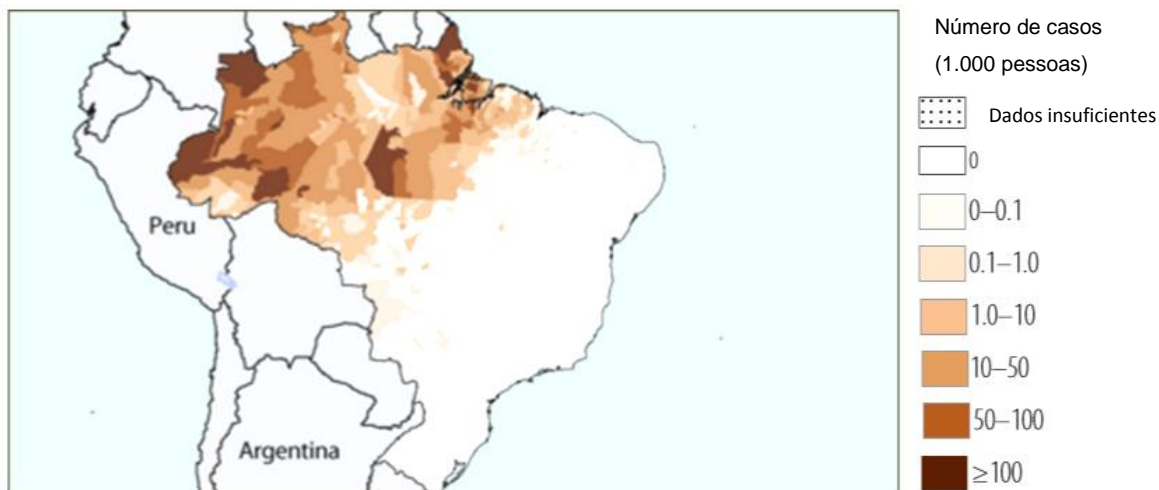 Número de casos
(1.000 pessoas)
Dados insuficientes
0
0–0.1
0.1–1.0
1.0–10
10–50
50–100
≥100
Peru
Argentina